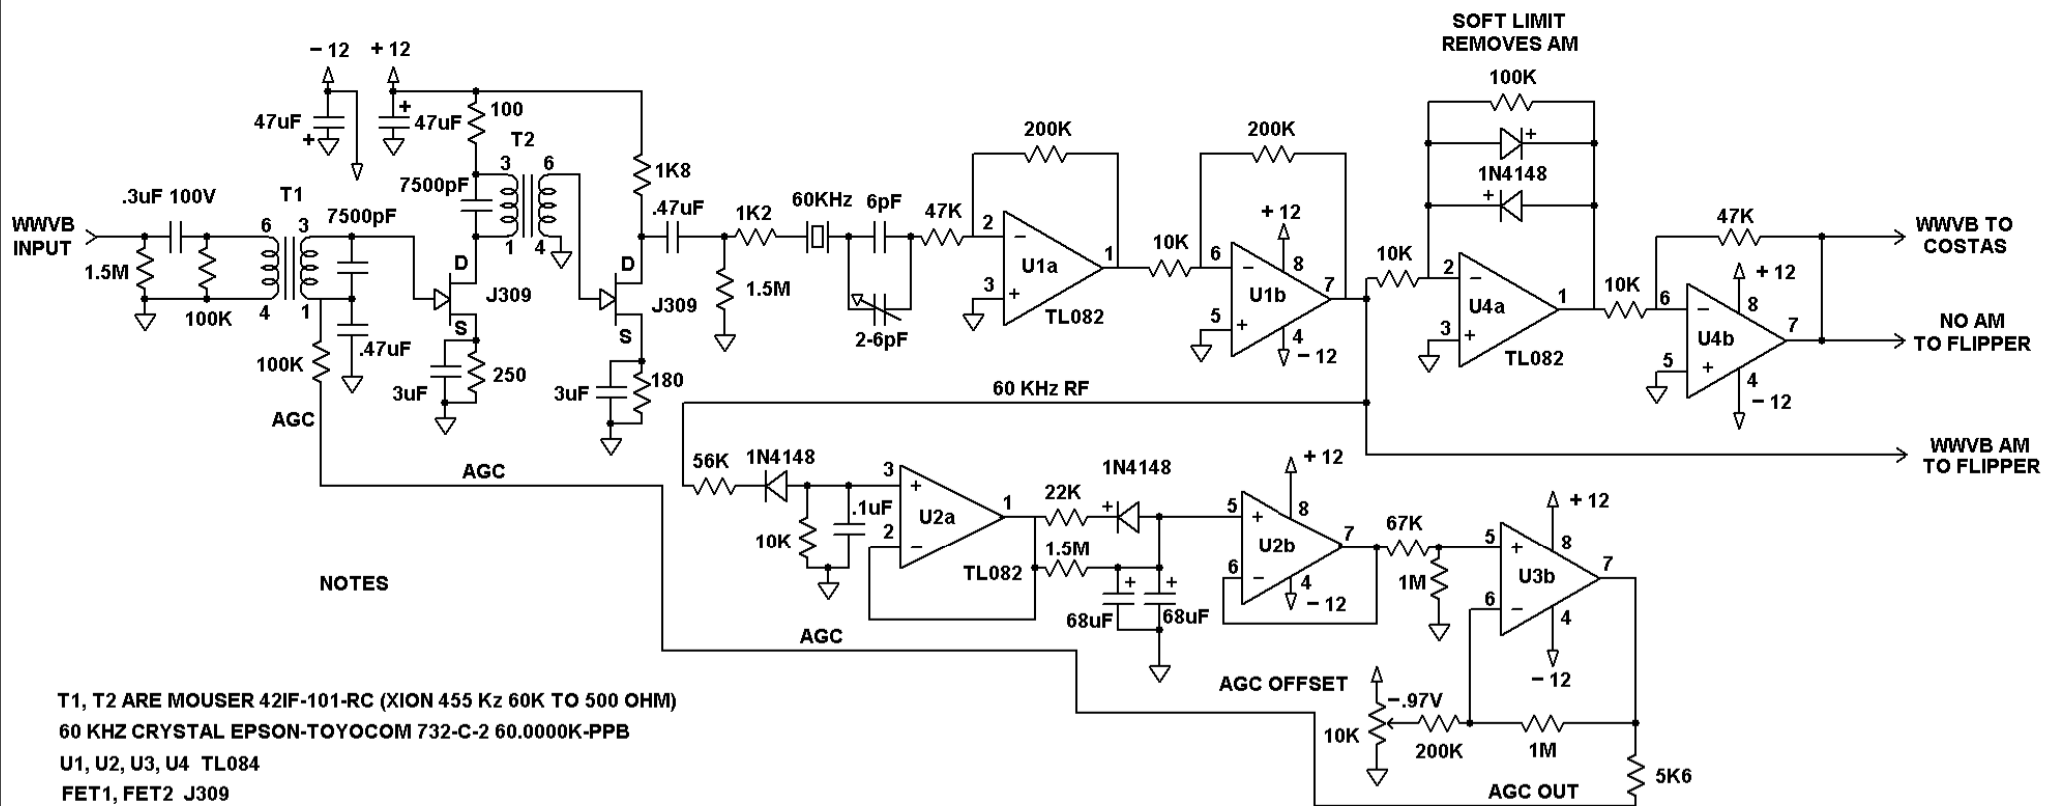 SOFT LIMIT
REMOVES AM
− 12
+ 12
100K
47uF
+
+
47uF
100
T2
3
6
7500pF
1
4
1K8
200K
200K
+
1N4148
+
.3uF 100V
T1
7500pF
WWVB
INPUT
1.5M
6
3
4
1
100K
.47uF
100K
AGC
D
J309
S
3uF
250
D
J309
S
3uF
180
.47uF
1K2
1.5M
60KHz
6pF
2-6pF
47K
2
−
U1a
3
+
1
TL082
10K
6
−
+ 12
8
U1b
7
5
+
4
− 12
10K
2
−
U4a
1
3
+
TL082
10K
47K
6
−
+ 12
8
U4b
7
5
+
4
− 12
WWVB TO
COSTAS
NO AM
TO FLIPPER
60 KHz RF
WWVB AM
TO FLIPPER
AGC
56K
1N4148
10K
.1uF
3
+
U2a
1
2
−
TL082
22K
1N4148
+
1.5M
+
+
68uF
68uF
+ 12
5
+
8
U2b
7
6
−
4
− 12
67K
1M
+ 12
5
+
8
U3b
7
6
−
4
− 12
NOTES
AGC
AGC OFFSET
−.97V
10K
200K
1M
5K6
AGC OUT
T1, T2 ARE MOUSER 42IF-101-RC (XION 455 Kz 60K TO 500 OHM)
60 KHZ CRYSTAL EPSON-TOYOCOM 732-C-2 60.0000K-PPB
U1, U2, U3, U4 TL084
FET1, FET2 J309